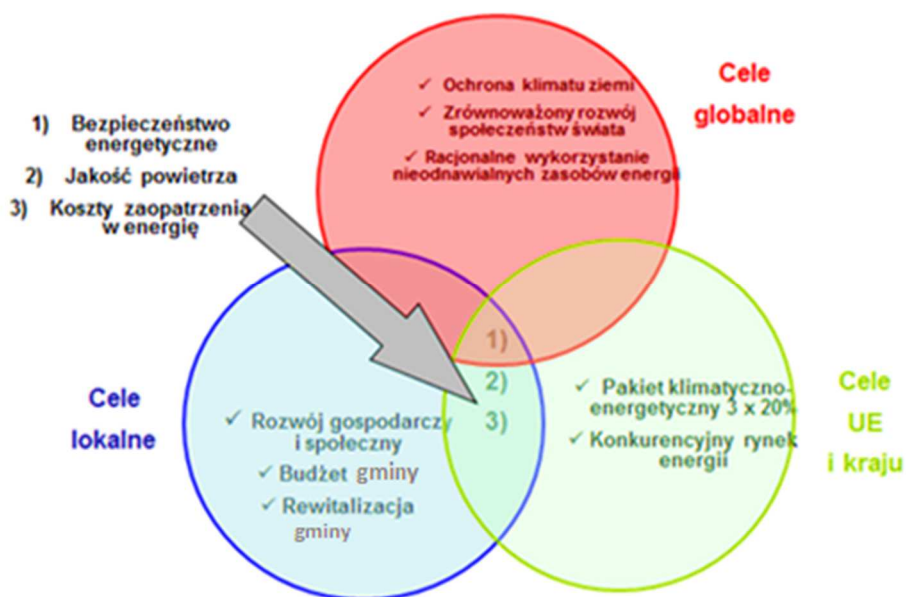 Cele
globalne
✓ Ochrona klimatu ziemi
✓ Zrównoważony rozwój
społeczeństw świata
✓ Racjonalne wykorzystanie
nieodnawialnych zasobów energii
1) Bezpieczeństwo
energetyczne
2) Jakość powietrza
3) Koszty zaopatrzenia
w energię
1)
2)
3)
Cele
lokalne
✓ Rozwój gospodarczy
i społeczny
✓ Budżet gminy
✓ Rewitalizacja
gminy
✓ Pakiet klimatyczno-
energetyczny 3 x 20%
✓ Konkurencyjny rynek
energii
Cele
UE
i kraju